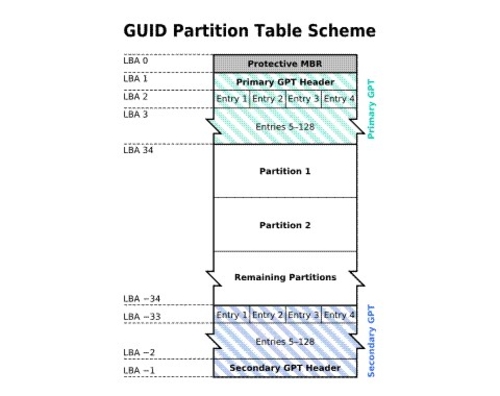 GUID Partition Table Scheme
LBA 0
Protective MBR
LBA 1
Primary GPT Header
LBA 2
Entry 1 Entry 2 Entry 3 Entry 4
LBA 3
Entries 5–128
Primary GPT
LBA 34
Partition 1
Partition 2
Remaining Partitions
LBA −34
LBA −33
Entry 1 Entry 2 Entry 3 Entry 4
Entries 5–128
LBA −2
LBA −1
Secondary GPT Header
Secondary GPT